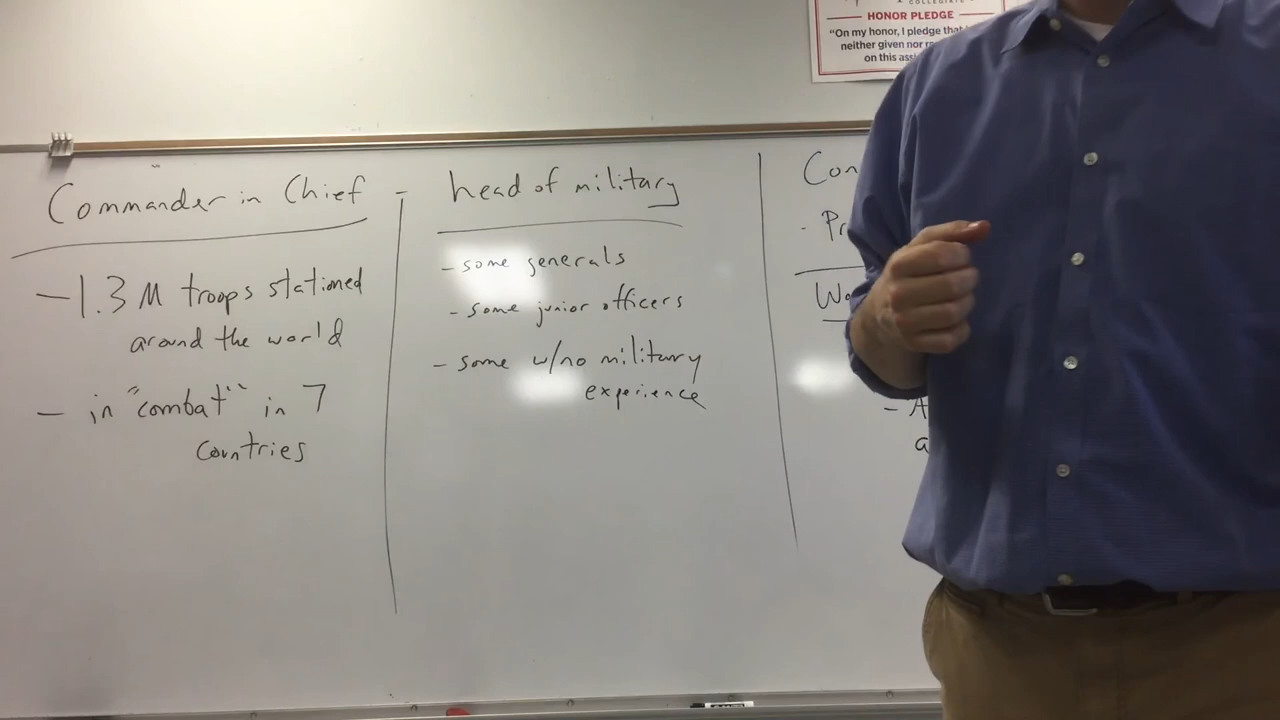 COLLEGIATE
HONOR PLEDGE
"On my honor, I pledge that
neither given nor
on this
Commander in Chief -
- 1.3 M troops stationed
around the world
- in "combat" in 7
countries
head of military
- some generals
- some junior officers
- some w/no military
experience
Con
- Pr
Wo
- A
a